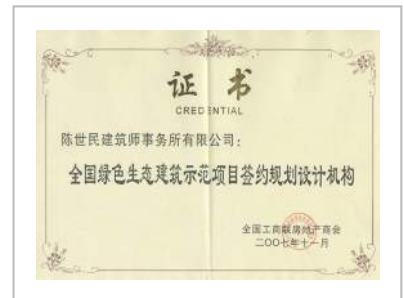 证书
CREDENTIAL
陈世民建筑师事务所有限公司：
全国绿色生态建筑示范项目签约规划设计机构
全国工商联房地产商会
二〇〇七年十一月